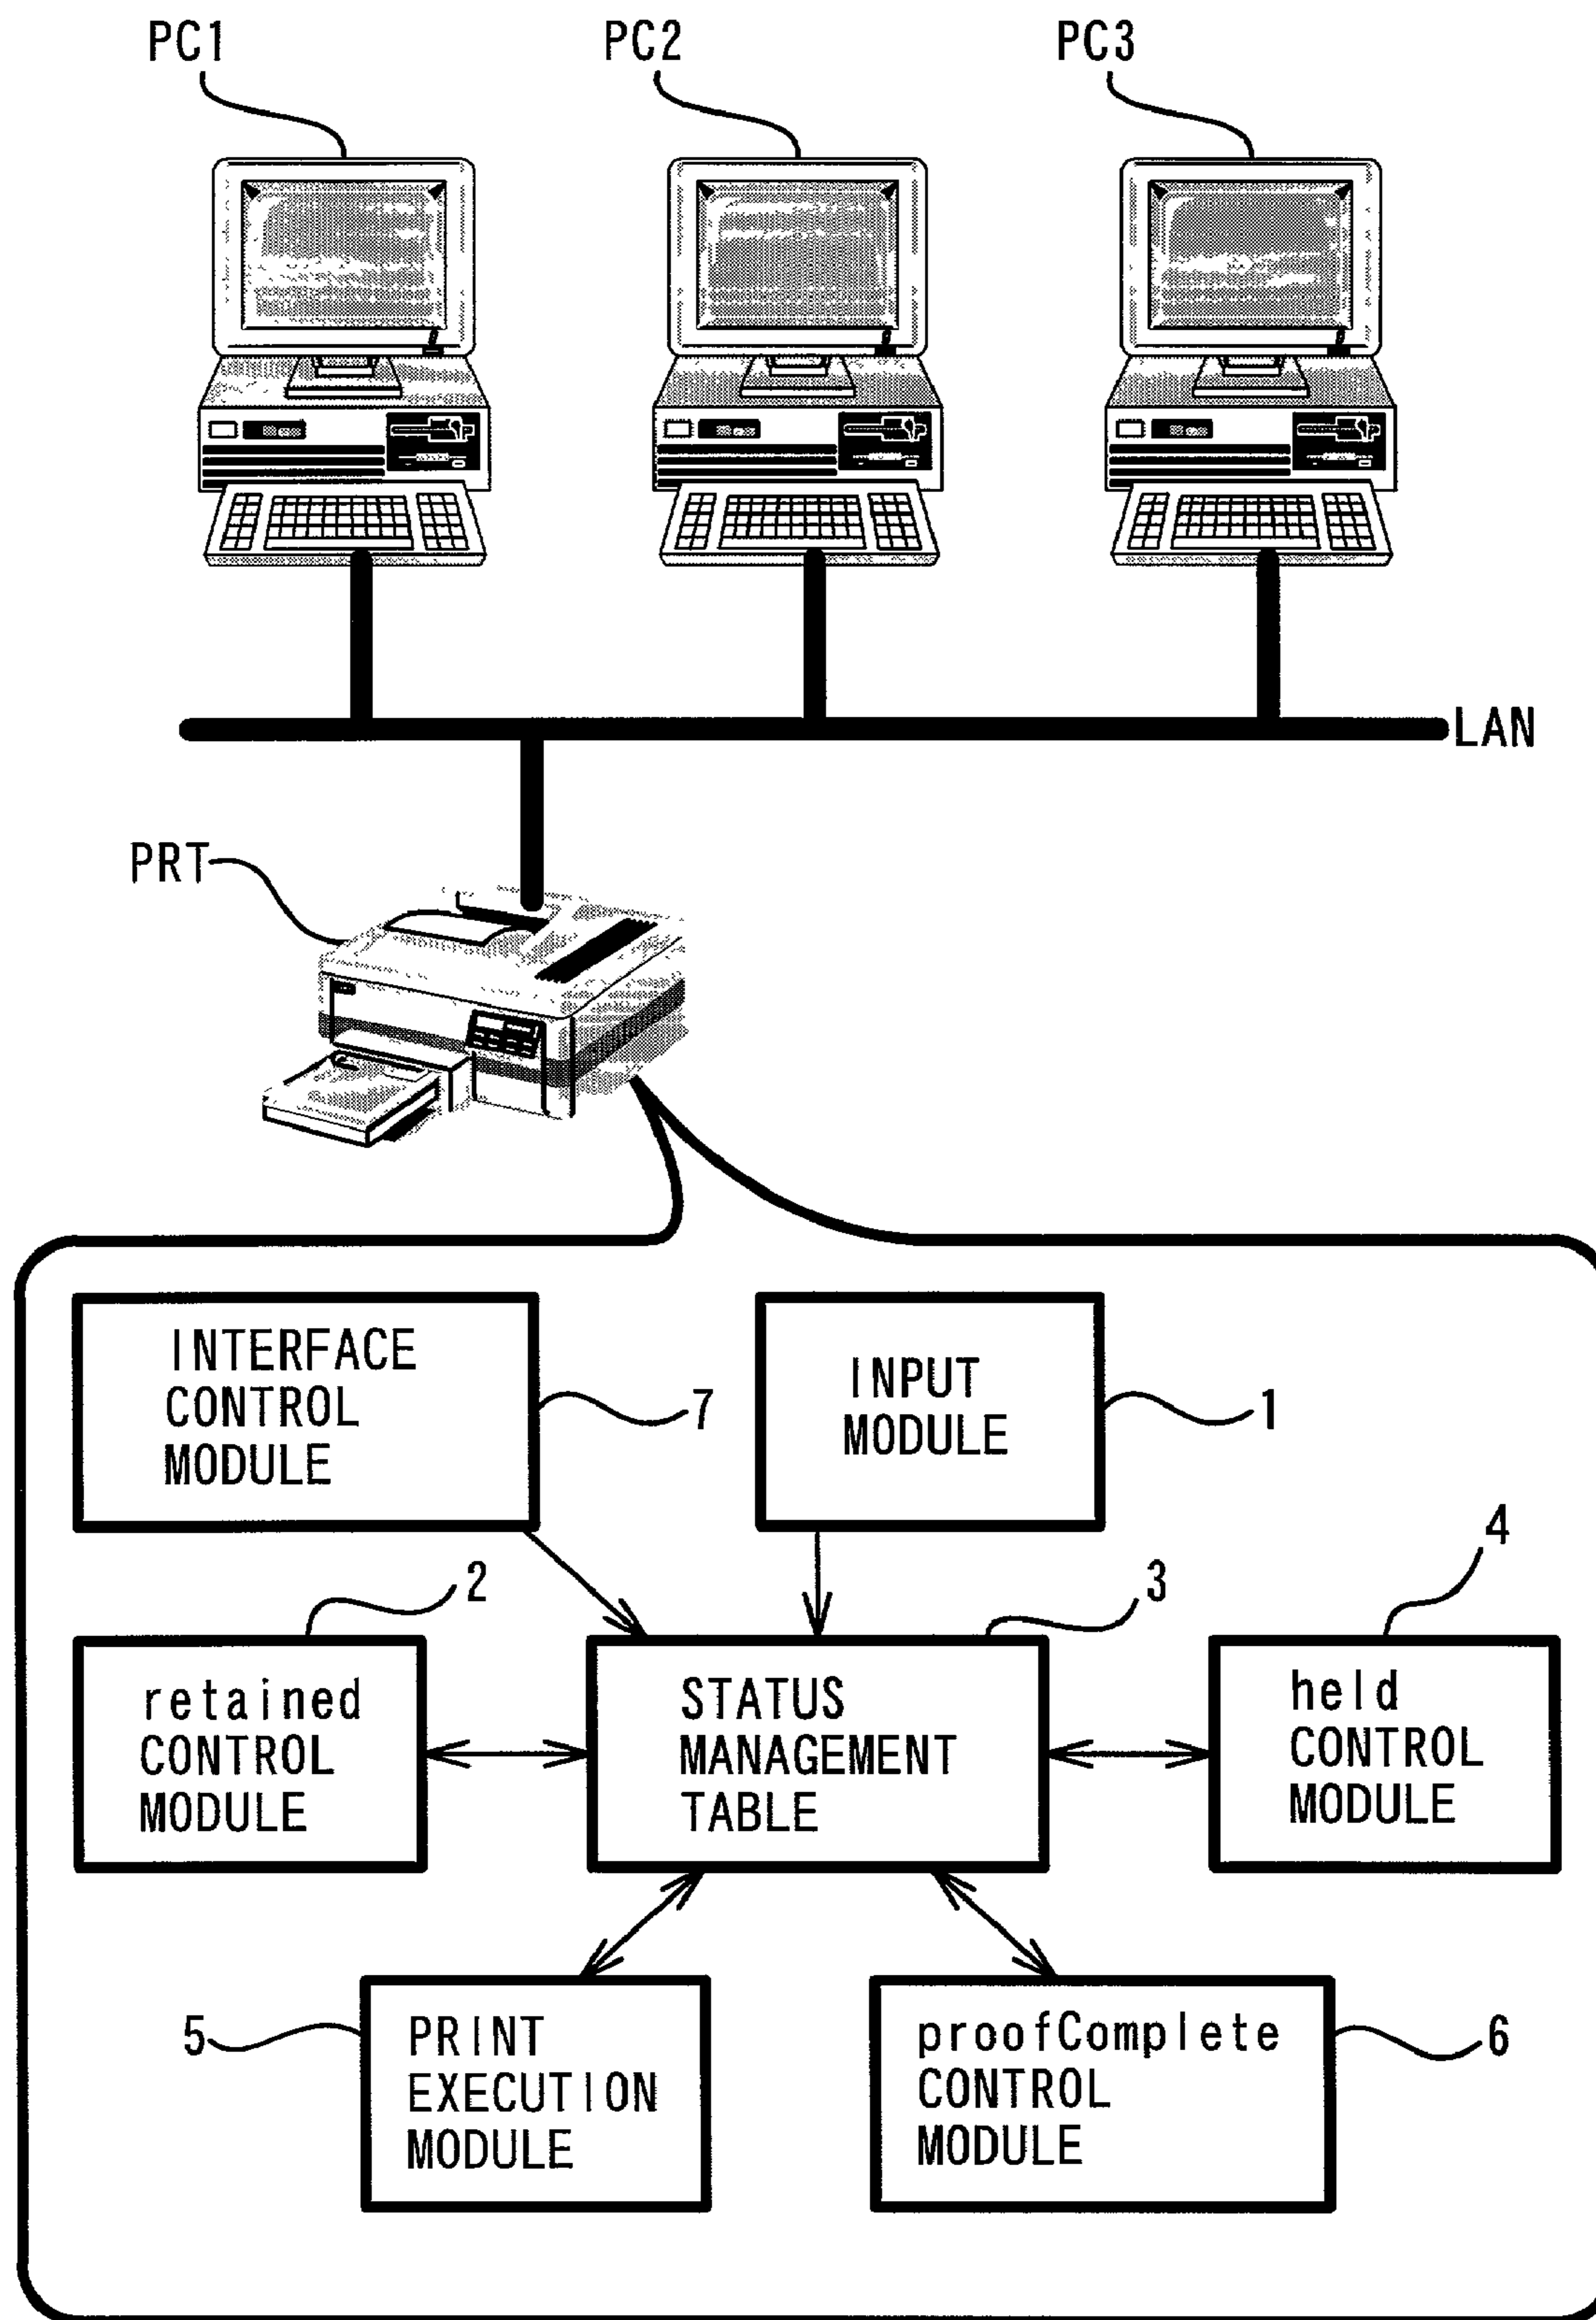 PC1
PC2
PC3
LAN
PRT
INTERFACE
CONTROL
MODULE
7
INPUT
MODULE
1
2
3
4
retained
CONTROL
MODULE
STATUS
MANAGEMENT
TABLE
held
CONTROL
MODULE
5
PRINT
EXECUTION
MODULE
proofComplete
CONTROL
MODULE
6